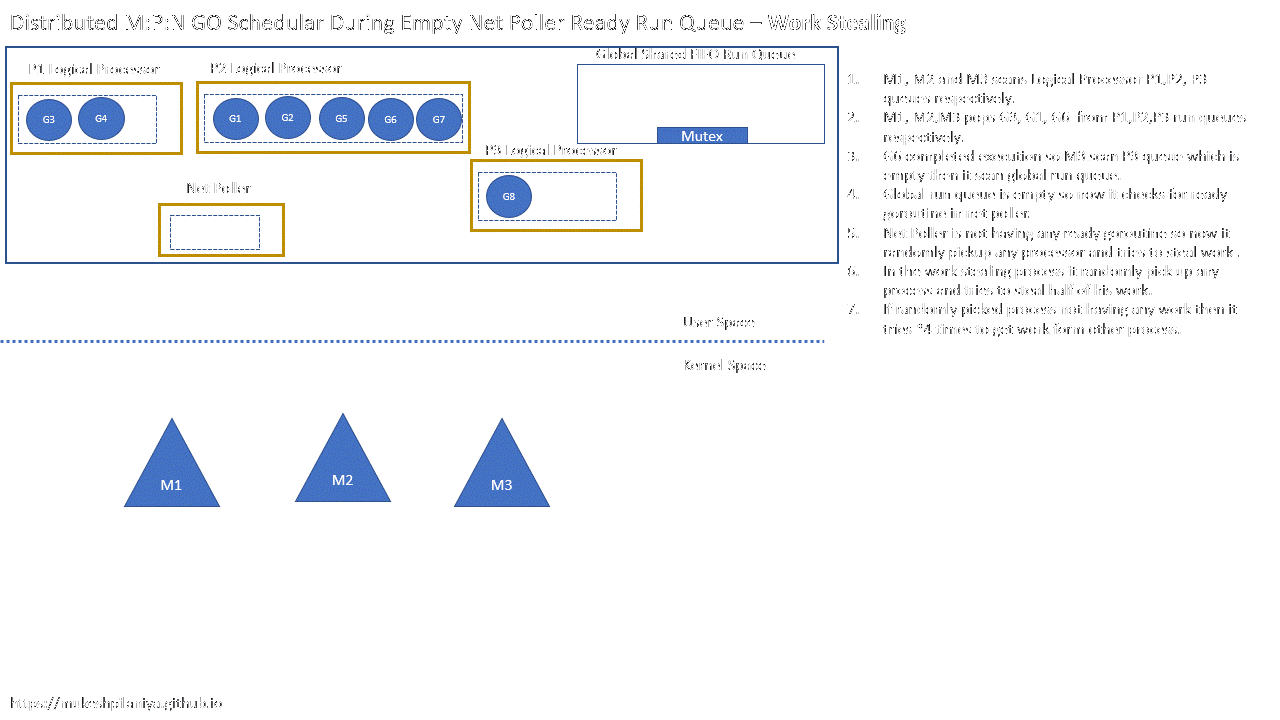 Distributed M:P:N GO Schedular During Empty Net Poller Ready Run Queue – Work Stealing
P1 Logical Processor
P2 Logical Processor
Global Shared FIFO Run Queue
G3
G4
G1
G2
G5
G6
G7
Mutex
P3 Logical Processor
G8
Net Poller
User Space
Kernel Space
M1
M2
M3
1. M1, M2 and M3 scans Logical Processor P1,P2, P3
queues respectively.
2. M1, M2,M3 pops G3, G1, G6 from P1,P2,P3 run queues
respectively.
3. G6 completed execution so M3 scan P3 queue which is
empty then it scan global run queue.
4. Global run queue is empty so now it checks for ready
goroutine in net poller.
5. Net Poller is not having any ready goroutine so now it
randomly pickup any processor and tries to steal work .
6. In the work stealing process it randomly pick up any
process and tries to steal half of his work.
7. If randomly picked process not having any work then it
tries *4 times to get work form other process.
https://mukeshpilaniya.github.io